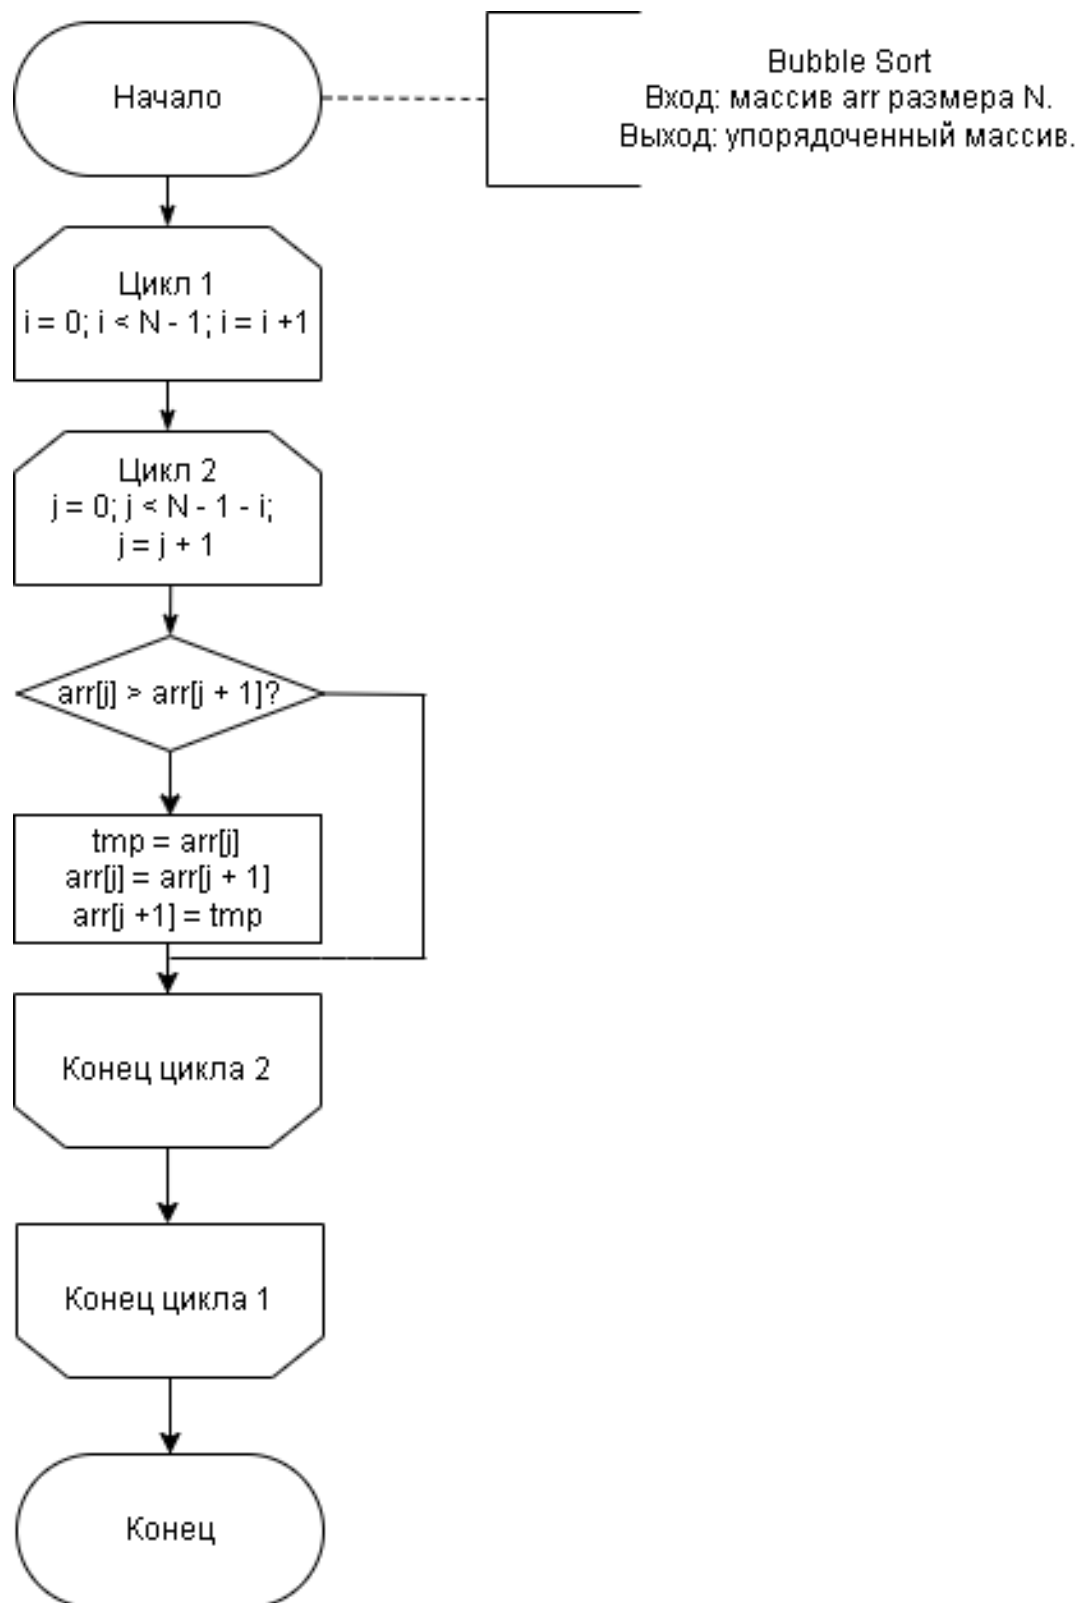 Начало
Bubble Sort
Вход: массив arr размера N.
Выход: упорядоченный массив.
Цикл 1
i = 0; i < N - 1; i = i +1
Цикл 2
j = 0; j < N - 1 - i;
j = j + 1
arr[j] > arr[j + 1]?
tmp = arr[j]
arr[j] = arr[j + 1]
arr[j +1] = tmp
Конец цикла 2
Конец цикла 1
Конец